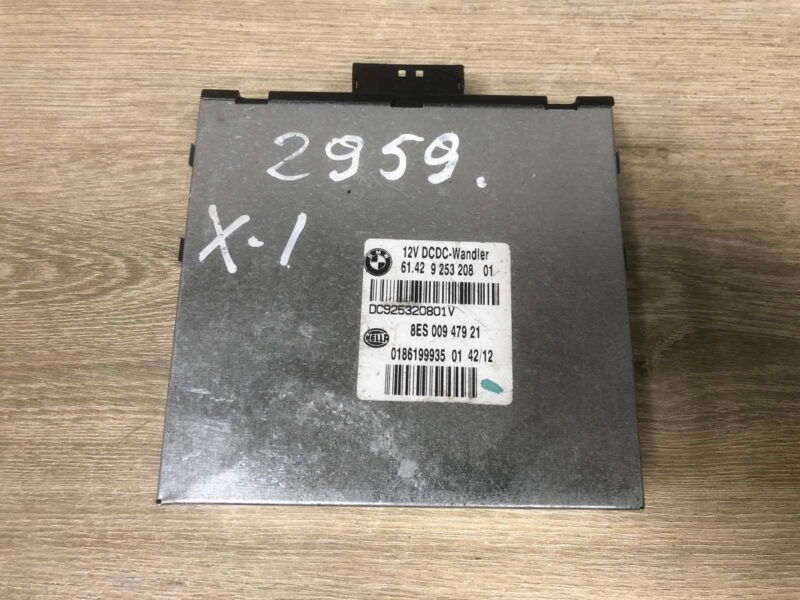 2959.
X-1
BMW
12V DCDC-Wandler
61.42 9 253 208 01
DC925320801V
8ES 009 479 21
HELLA
0186199935 01 42/12